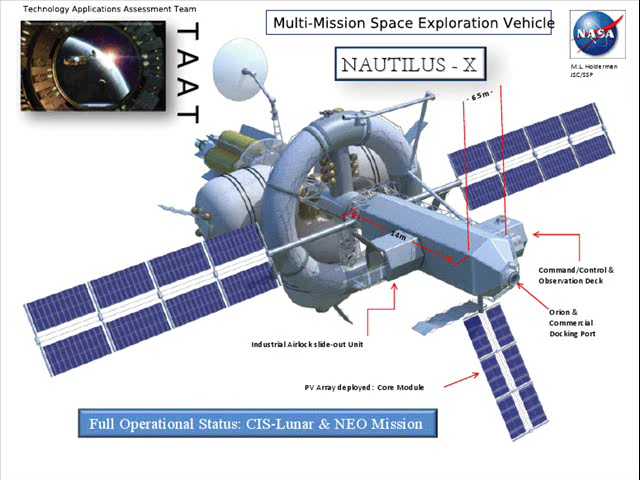 Technology Applications Assessment Team
TAAT
Multi-Mission Space Exploration Vehicle
NAUTILUS - X
NASA
M.L. Holderman
JSC/SSP
- 6.5m -
14m
Command/Control &
Observation Deck
Orion &
Commercial
Docking Port
Industrial Airlock slide-out Unit
PV Array deployed: Core Module
Full Operational Status: CIS-Lunar & NEO Mission